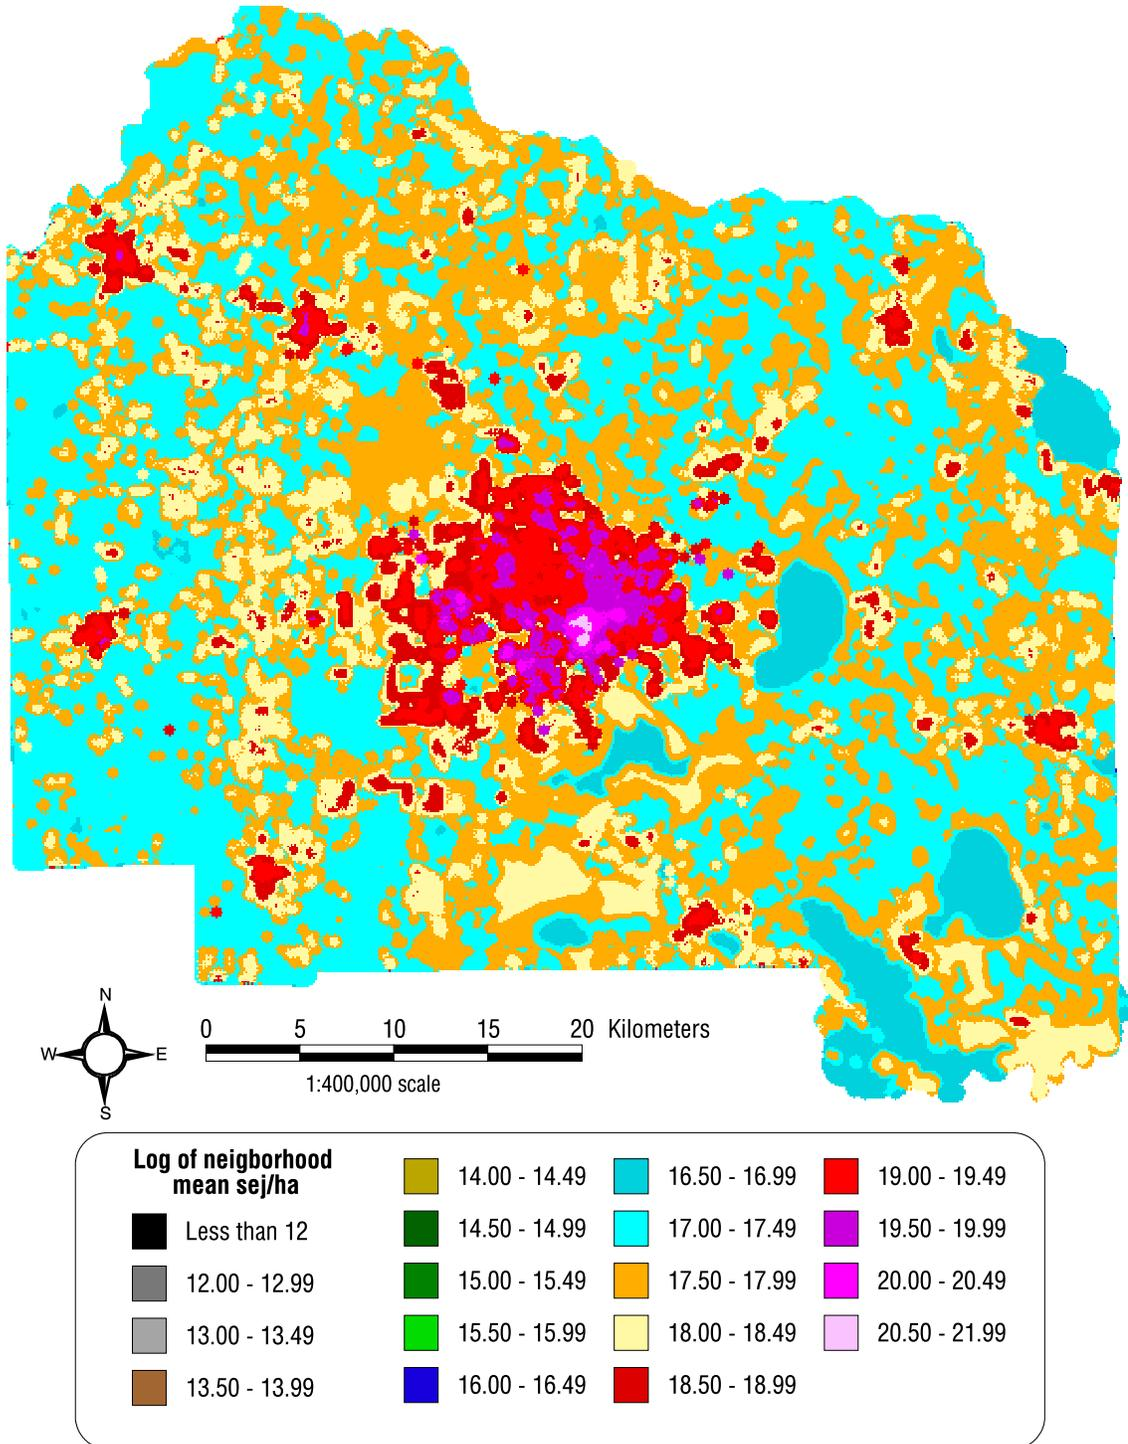 N
W E
S
0 5 10 15 20 Kilometers
1:400,000 scale
Log of neigborhood
mean sej/ha
Less than 12
12.00 - 12.99
13.00 - 13.49
13.50 - 13.99
14.00 - 14.49
14.50 - 14.99
15.00 - 15.49
15.50 - 15.99
16.00 - 16.49
16.50 - 16.99
17.00 - 17.49
17.50 - 17.99
18.00 - 18.49
18.50 - 18.99
19.00 - 19.49
19.50 - 19.99
20.00 - 20.49
20.50 - 21.99